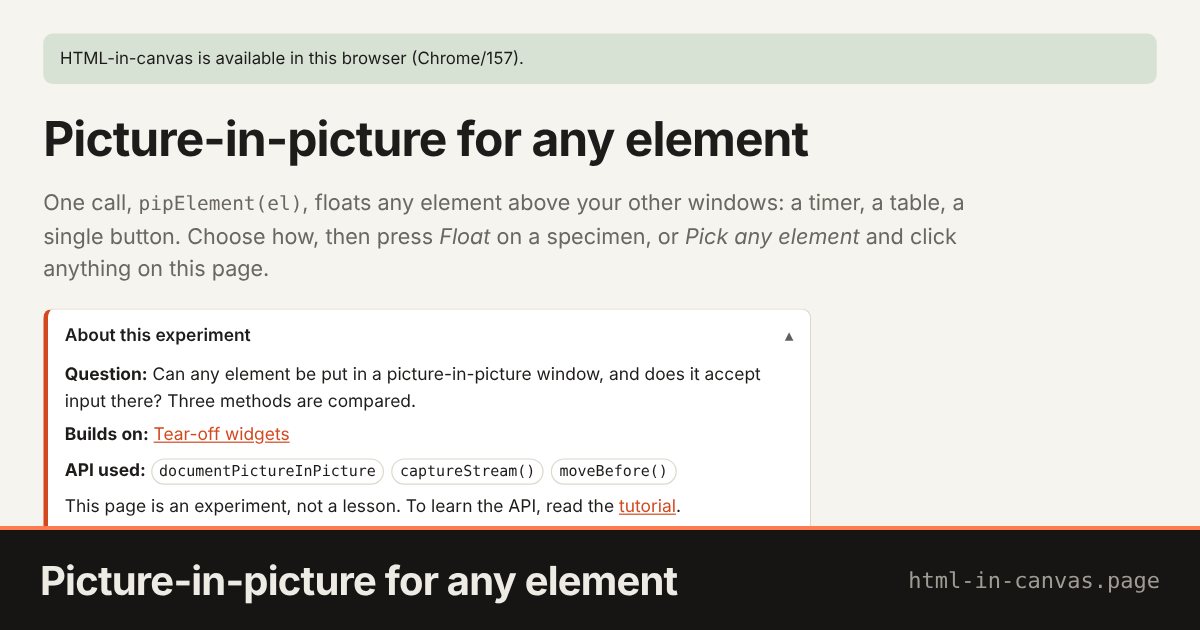 HTML-in-canvas is available in this browser (Chrome/157).
Picture-in-picture for any element
One call, pipElement(el), floats any element above your other windows: a timer, a table, a
single button. Choose how, then press Float on a specimen, or Pick any element and click
anything on this page.
About this experiment ▲
Question: Can any element be put in a picture-in-picture window, and does it accept
input there? Three methods are compared.
Builds on: Tear-off widgets
API used: documentPictureInPicture captureStream() moveBefore()
This page is an experiment, not a lesson. To learn the API, read the tutorial.
Picture-in-picture for any element
html-in-canvas.page